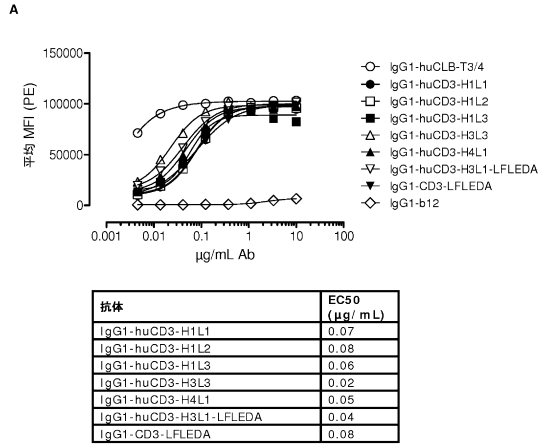 A
150000
100000
50000
0
平均 MFI (PE)
0.001 0.01 0.1 1 10 100
µg/mL Ab
IgG1-huCLB-T3/4
IgG1-huCD3-H1L1
IgG1-huCD3-H1L2
IgG1-huCD3-H1L3
IgG1-huCD3-H3L3
IgG1-huCD3-H4L1
IgG1-huCD3-H3L1-LFLEDA
IgG1-CD3-LFLEDA
IgG1-b12
抗体 EC50
(µg/ mL)
IgG1-huCD3-H1L1 0.07
IgG1-huCD3-H1L2 0.08
IgG1-huCD3-H1L3 0.06
IgG1-huCD3-H3L3 0.02
IgG1-huCD3-H4L1 0.05
IgG1-huCD3-H3L1-LFLEDA 0.04
IgG1-CD3-LFLEDA 0.08